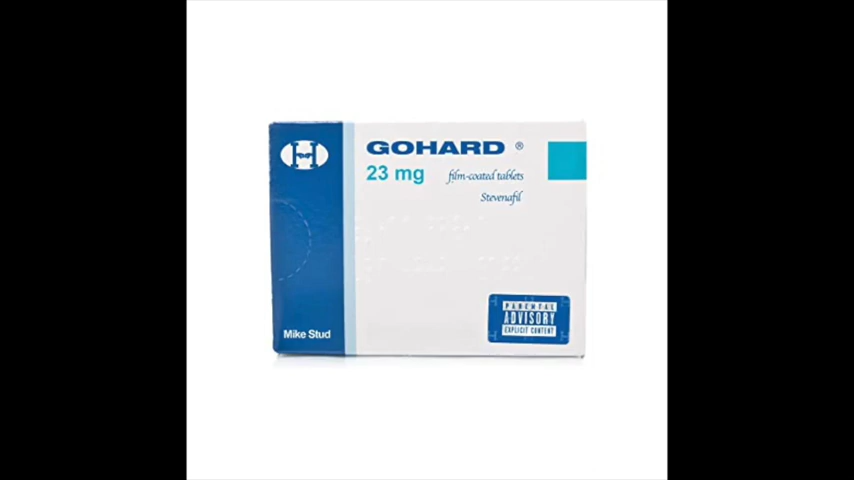 H
GOHARD ®
23 mg film-coated tablets
Stevenafil
PARENTAL
ADVISORY
EXPLICIT CONTENT
Mike Stud